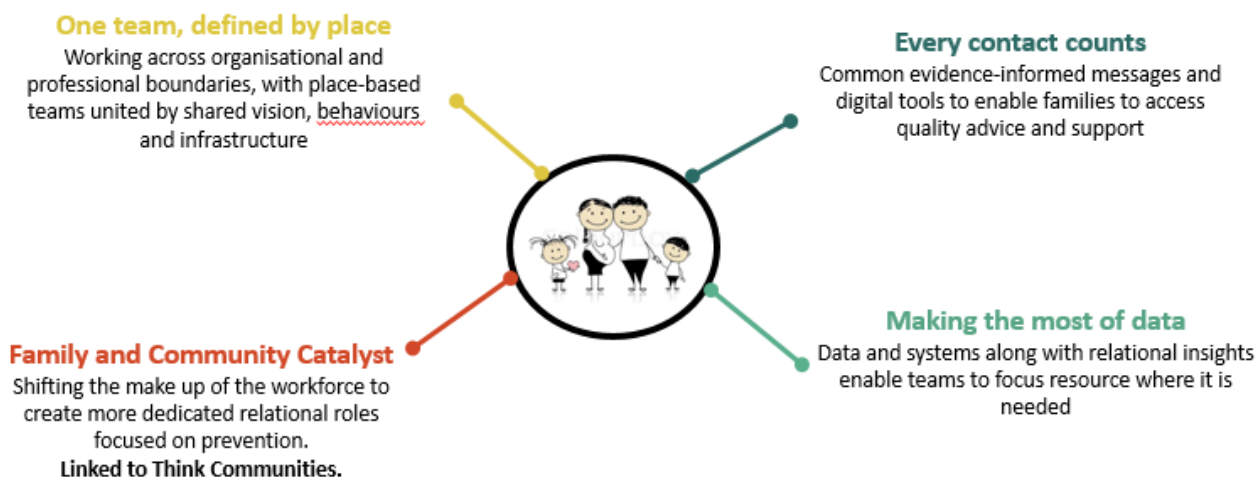 One team, defined by place
Working across organisational and
professional boundaries, with place-based
teams united by shared vision, behaviours
and infrastructure
Every contact counts
Common evidence-informed messages and
digital tools to enable families to access
quality advice and support
Family and Community Catalyst
Shifting the make up of the workforce to
create more dedicated relational roles
focused on prevention.
Linked to Think Communities.
Making the most of data
Data and systems along with relational insights
enable teams to focus resource where it is
needed